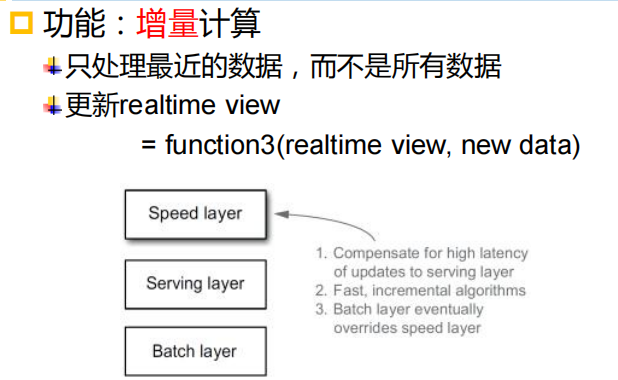 功能：增量计算
只处理最近的数据，而不是所有数据
更新realtime view
= function3(realtime view, new data)
Speed layer
Serving layer
Batch layer
1. Compensate for high latency
of updates to serving layer
2. Fast, incremental algorithms
3. Batch layer eventually
overrides speed layer